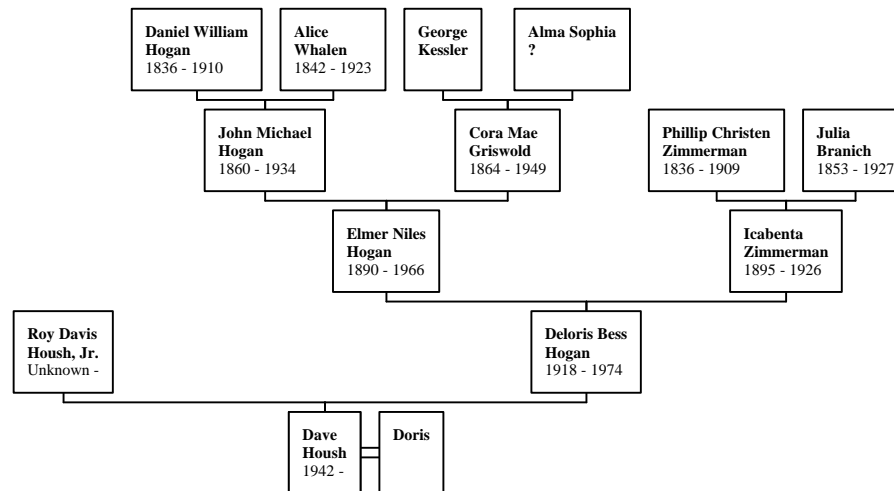 Daniel William
Hogan
1836 - 1910
Alice
Whalen
1842 - 1923
George
Kessler
Alma Sophia
?
John Michael
Hogan
1860 - 1934
Cora Mae
Griswold
1864 - 1949
Phillip Christen
Zimmerman
1836 - 1909
Julia
Branich
1853 - 1927
Elmer Niles
Hogan
1890 - 1966
Icabenta
Zimmerman
1895 - 1926
Roy Davis
Housh, Jr.
Unknown -
Deloris Bess
Hogan
1918 - 1974
Dave
Housh
1942 -
Doris